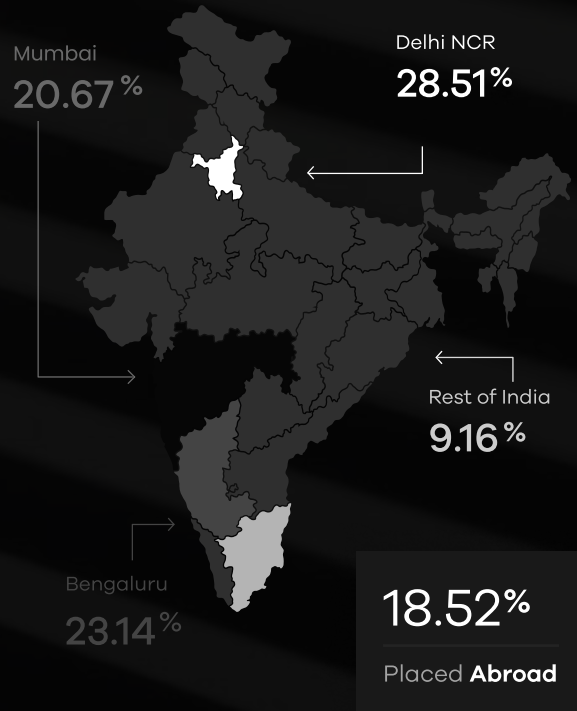 Mumbai
20.67%
Delhi NCR
28.51%
Rest of India
9.16%
Bengaluru
23.14%
18.52%
Placed Abroad